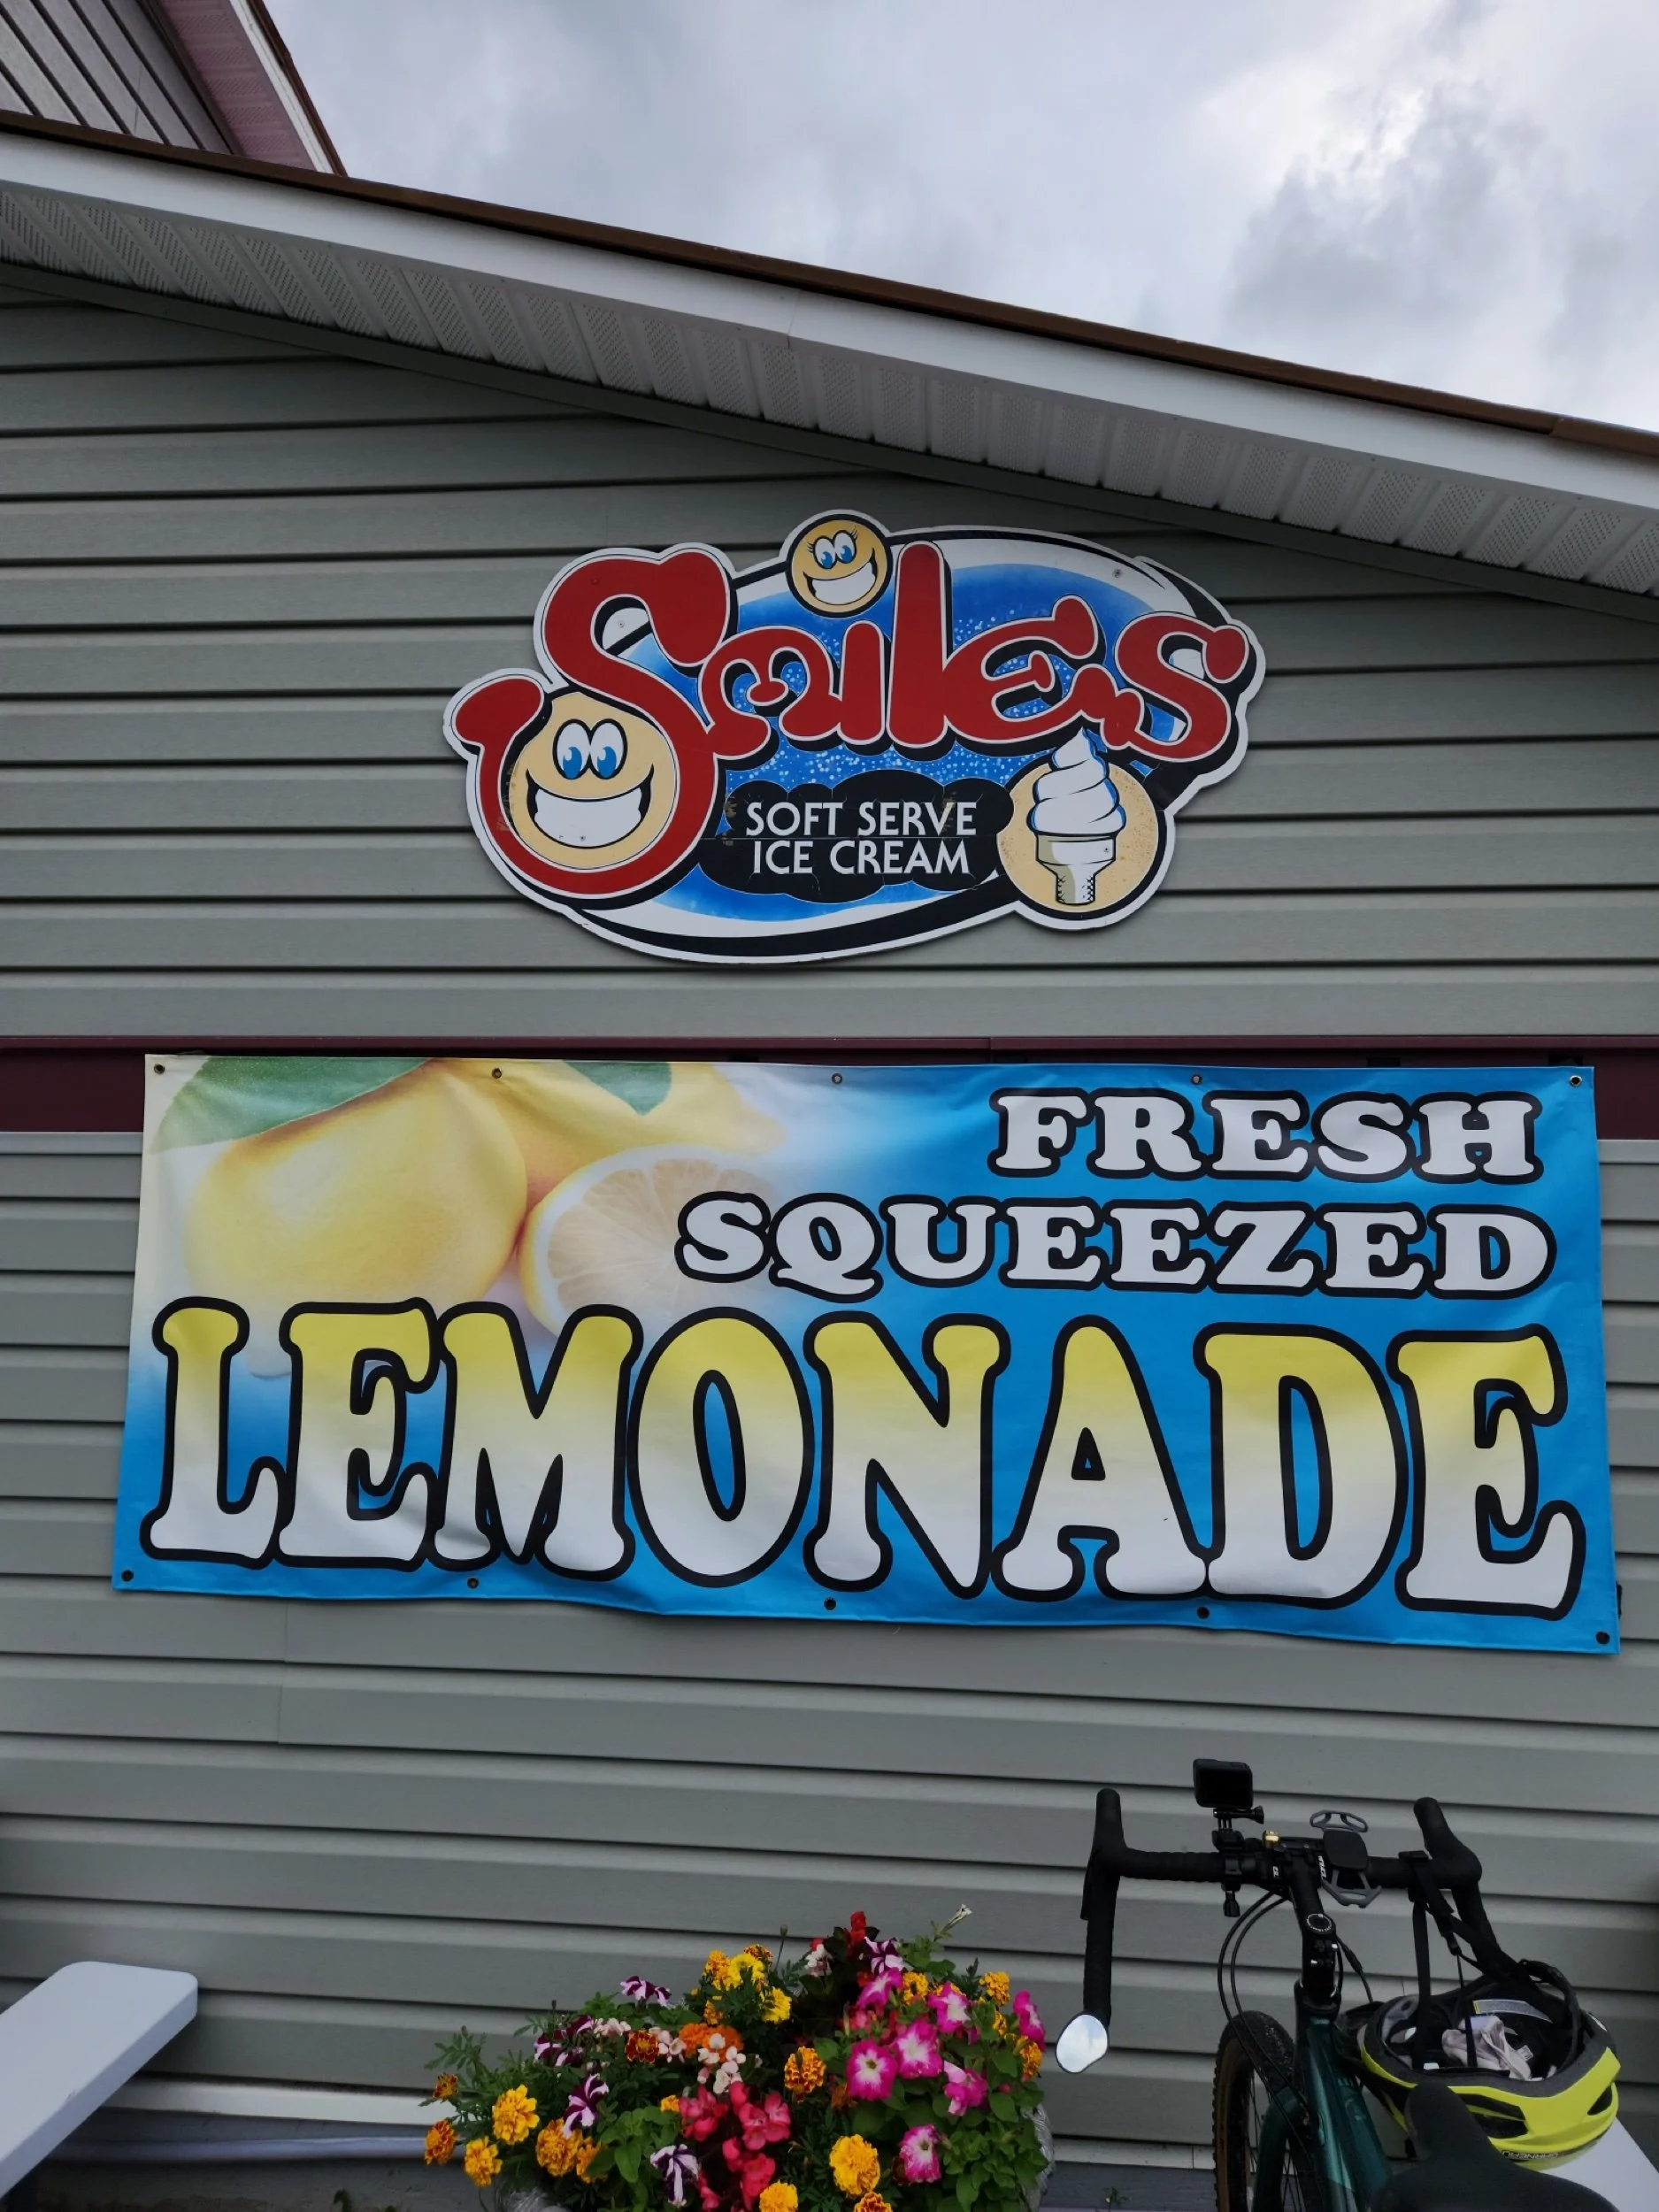 Smiles
SOFT SERVE
ICE CREAM
FRESH
SQUEEZED
LEMONADE